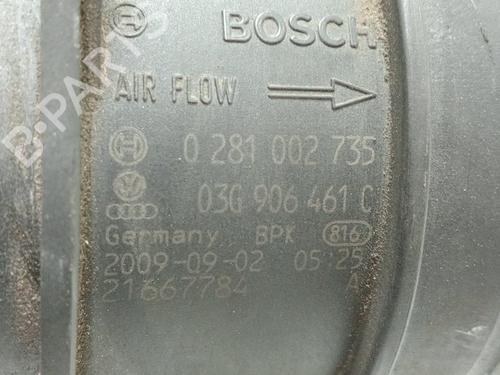 BOSCH
AIR FLOW
0 281 002 735
03G 906 461 C
Germany BPK 816
2009-09-02 05:25
21667784 A
B-PARTS